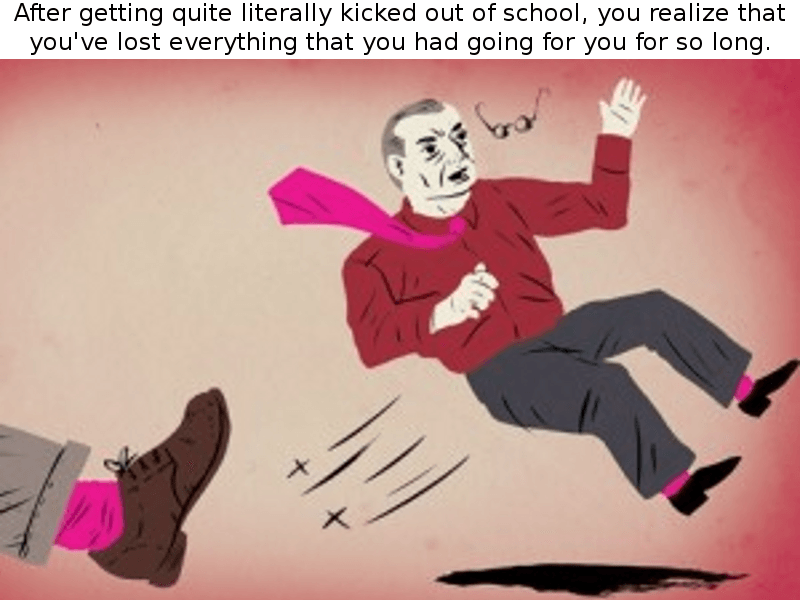 After getting quite literally kicked out of school, you realize that
you've lost everything that you had going for you for so long.